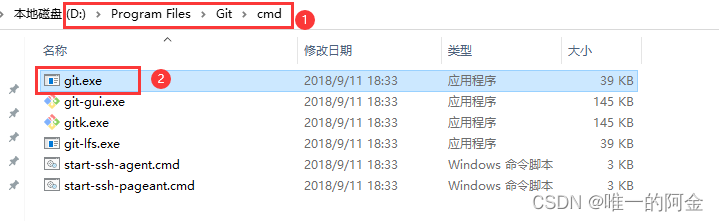 本地磁盘 (D:) Program Files Git cmd 1
名称 修改日期 类型 大小
git.exe 2 2018/9/11 18:33 应用程序 39 KB
git-gui.exe 2018/9/11 18:33 应用程序 145 KB
gitk.exe 2018/9/11 18:33 应用程序 145 KB
git-lfs.exe 2018/9/11 18:33 应用程序 39 KB
start-ssh-agent.cmd 2018/9/11 18:33 Windows 命令脚本 3 KB
start-ssh-pageant.cmd 2018/9/11 18:33 Windows 命令脚本 3 KB
CSDN @唯一的阿金